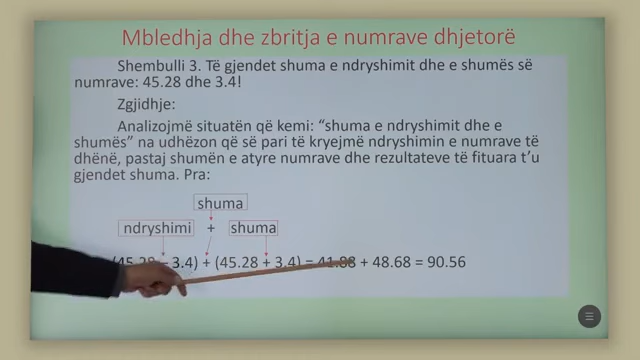 Mbledhja dhe zbritja e numrave dhjetorë
Shembulli 3. Të gjendet shuma e ndryshimit dhe e shumës së
numrave: 45.28 dhe 3.4!
Zgjidhje:
Analizojmë situatën që kemi: “shuma e ndryshimit dhe e
shumës” na udhëzon që së pari të kryejmë ndryshimin e numrave të
dhënë, pastaj shumën e atyre numrave dhe rezultateve të fituara t’u
gjendet shuma. Pra:
shuma
ndryshimi + shuma
(45.28 − 3.4) + (45.28 + 3.4) = 41.88 + 48.68 = 90.56